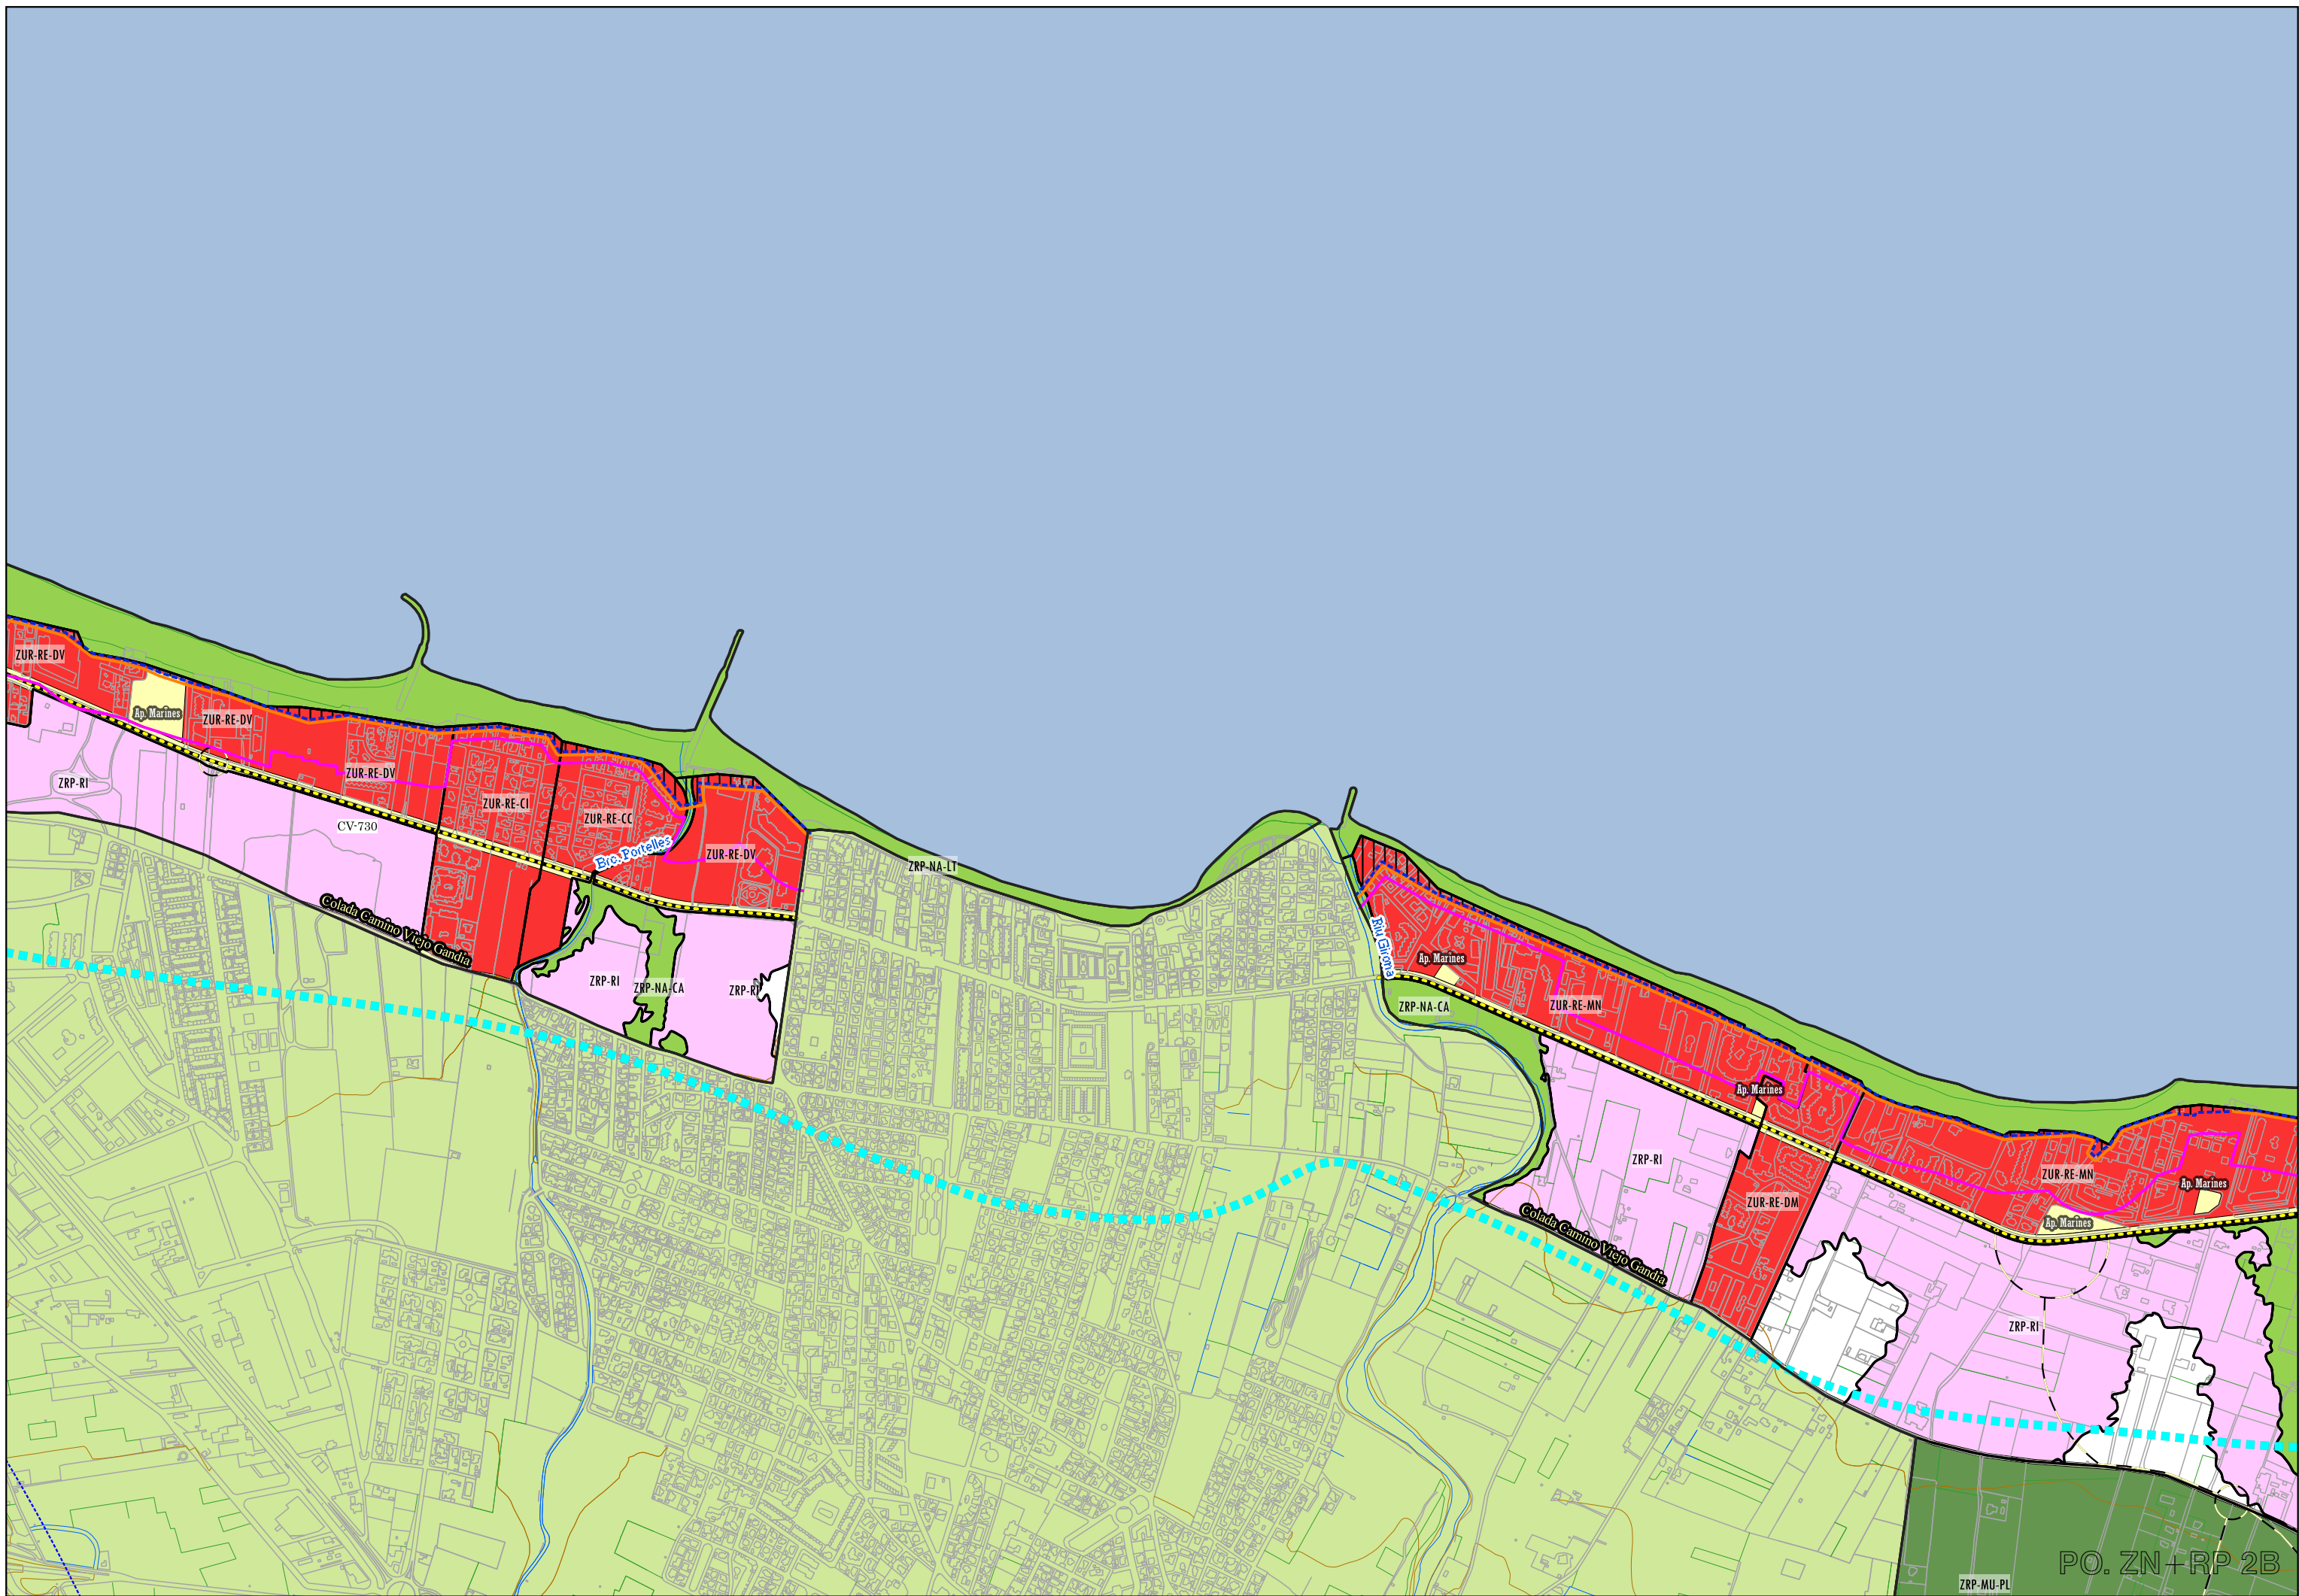 ZUR-RE-DV
Ap. Marines
ZUR-RE-DV
ZUR-RE-DV
ZRP-RI
CV-730
ZUR-RE-CI
ZUR-RE-CC
Brc. Portelles
ZUR-RE-DV
ZRP-NA-LT
Colada Camino Viejo Gandia
ZRP-RI
ZRP-NA-CA
ZRP-RI
Riu Girona
Ap. Marines
ZRP-NA-CA
ZUR-RE-MN
Ap. Marines
ZRP-RI
ZUR-RE-MN
Ap. Marines
ZUR-RE-DM
Ap. Marines
Colada Camino Viejo Gandia
ZRP-RI
PO. ZN+RP 2B
ZRP-MU-PL